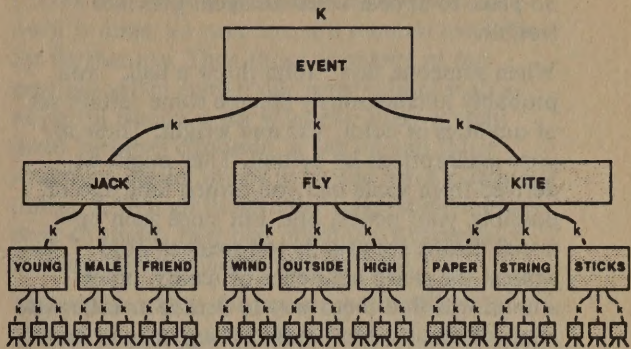 K
EVENT
k k k
JACK FLY KITE
k k k k k k k k k
YOUNG MALE FRIEND WIND OUTSIDE HIGH PAPER STRING STICKS
k k k k k k k k k k k k k k k k k k k k k k k k k k k